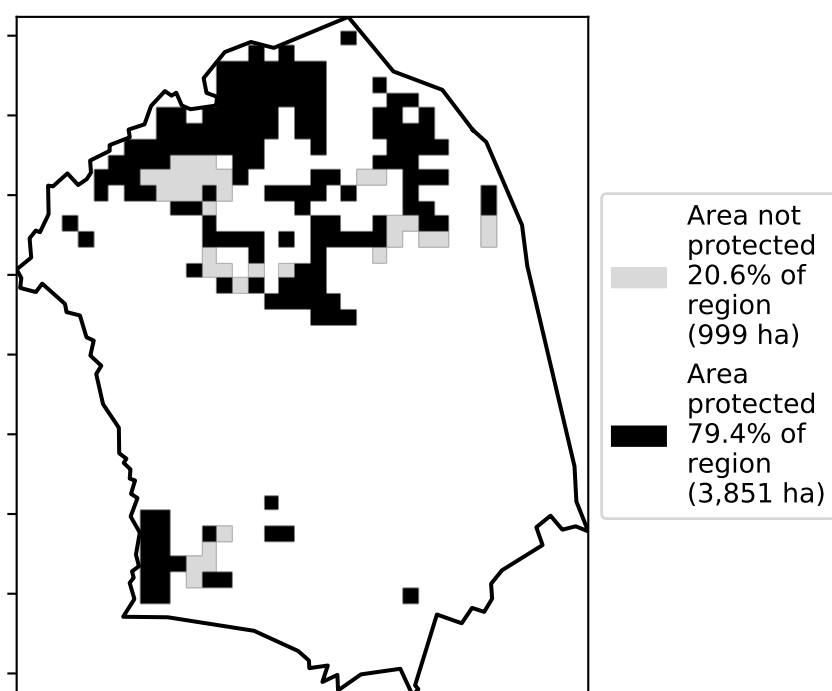 Area not
protected
20.6% of
region
(999 ha)
Area
protected
79.4% of
region
(3,851 ha)